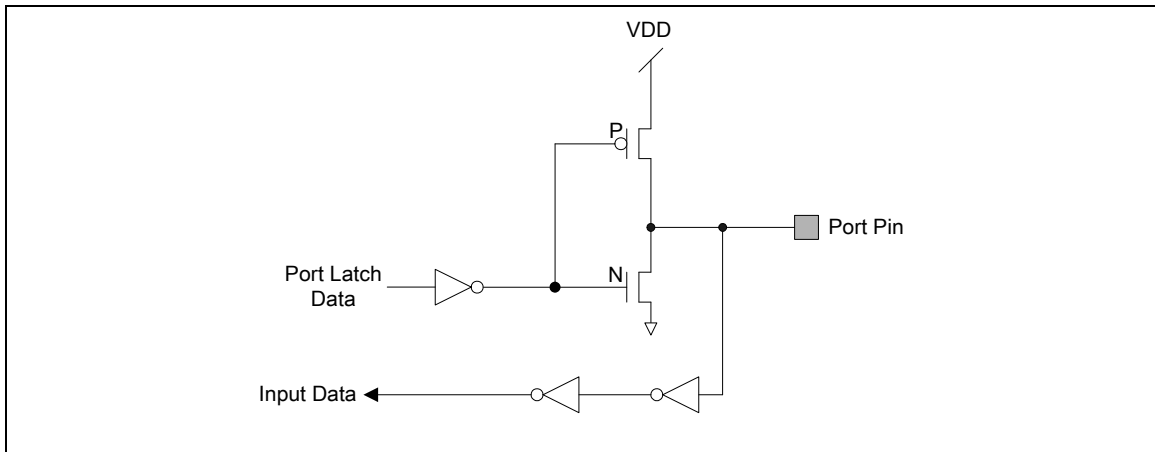 VDD
P
Port Pin
N
Port Latch
Data
Input Data